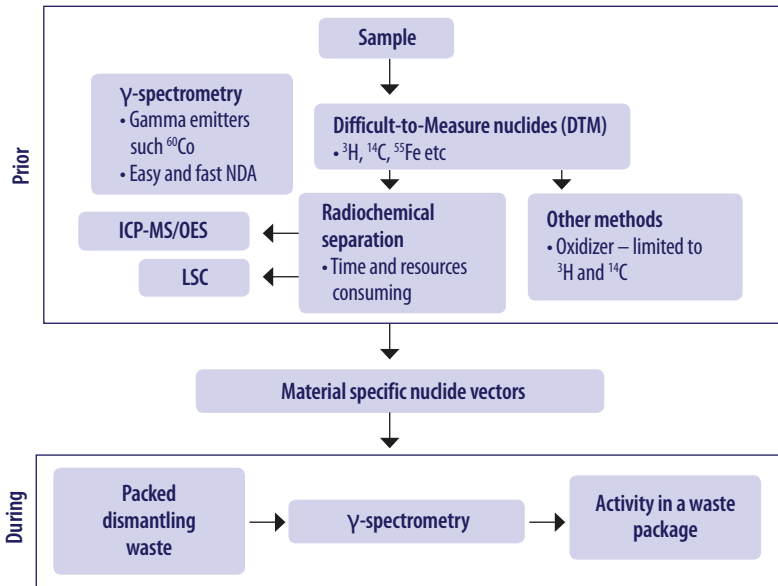 Prior
Sample
γ-spectrometry
• Gamma emitters
such ⁶⁰Co
• Easy and fast NDA
Difficult-to-Measure nuclides (DTM)
• ³H, ¹⁴C, ⁵⁵Fe etc
ICP-MS/OES
LSC
Radiochemical
separation
• Time and resources
consuming
Other methods
• Oxidizer – limited to
³H and ¹⁴C
Material specific nuclide vectors
During
Packed
dismantling
waste
γ-spectrometry
Activity in a waste
package